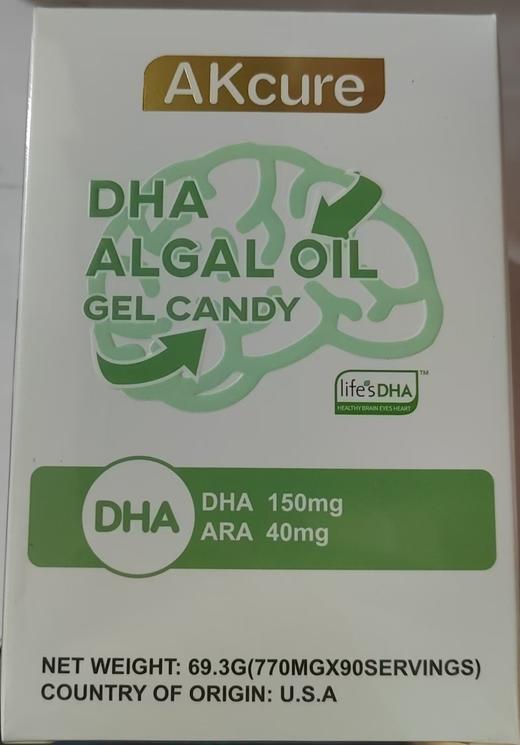 AKcure
DHA
ALGAL OIL
GEL CANDY
life'sDHA™
HEALTHY BRAIN EYES HEART
DHA
DHA 150mg
ARA 40mg
NET WEIGHT: 69.3G(770MGX90SERVINGS)
COUNTRY OF ORIGIN: U.S.A